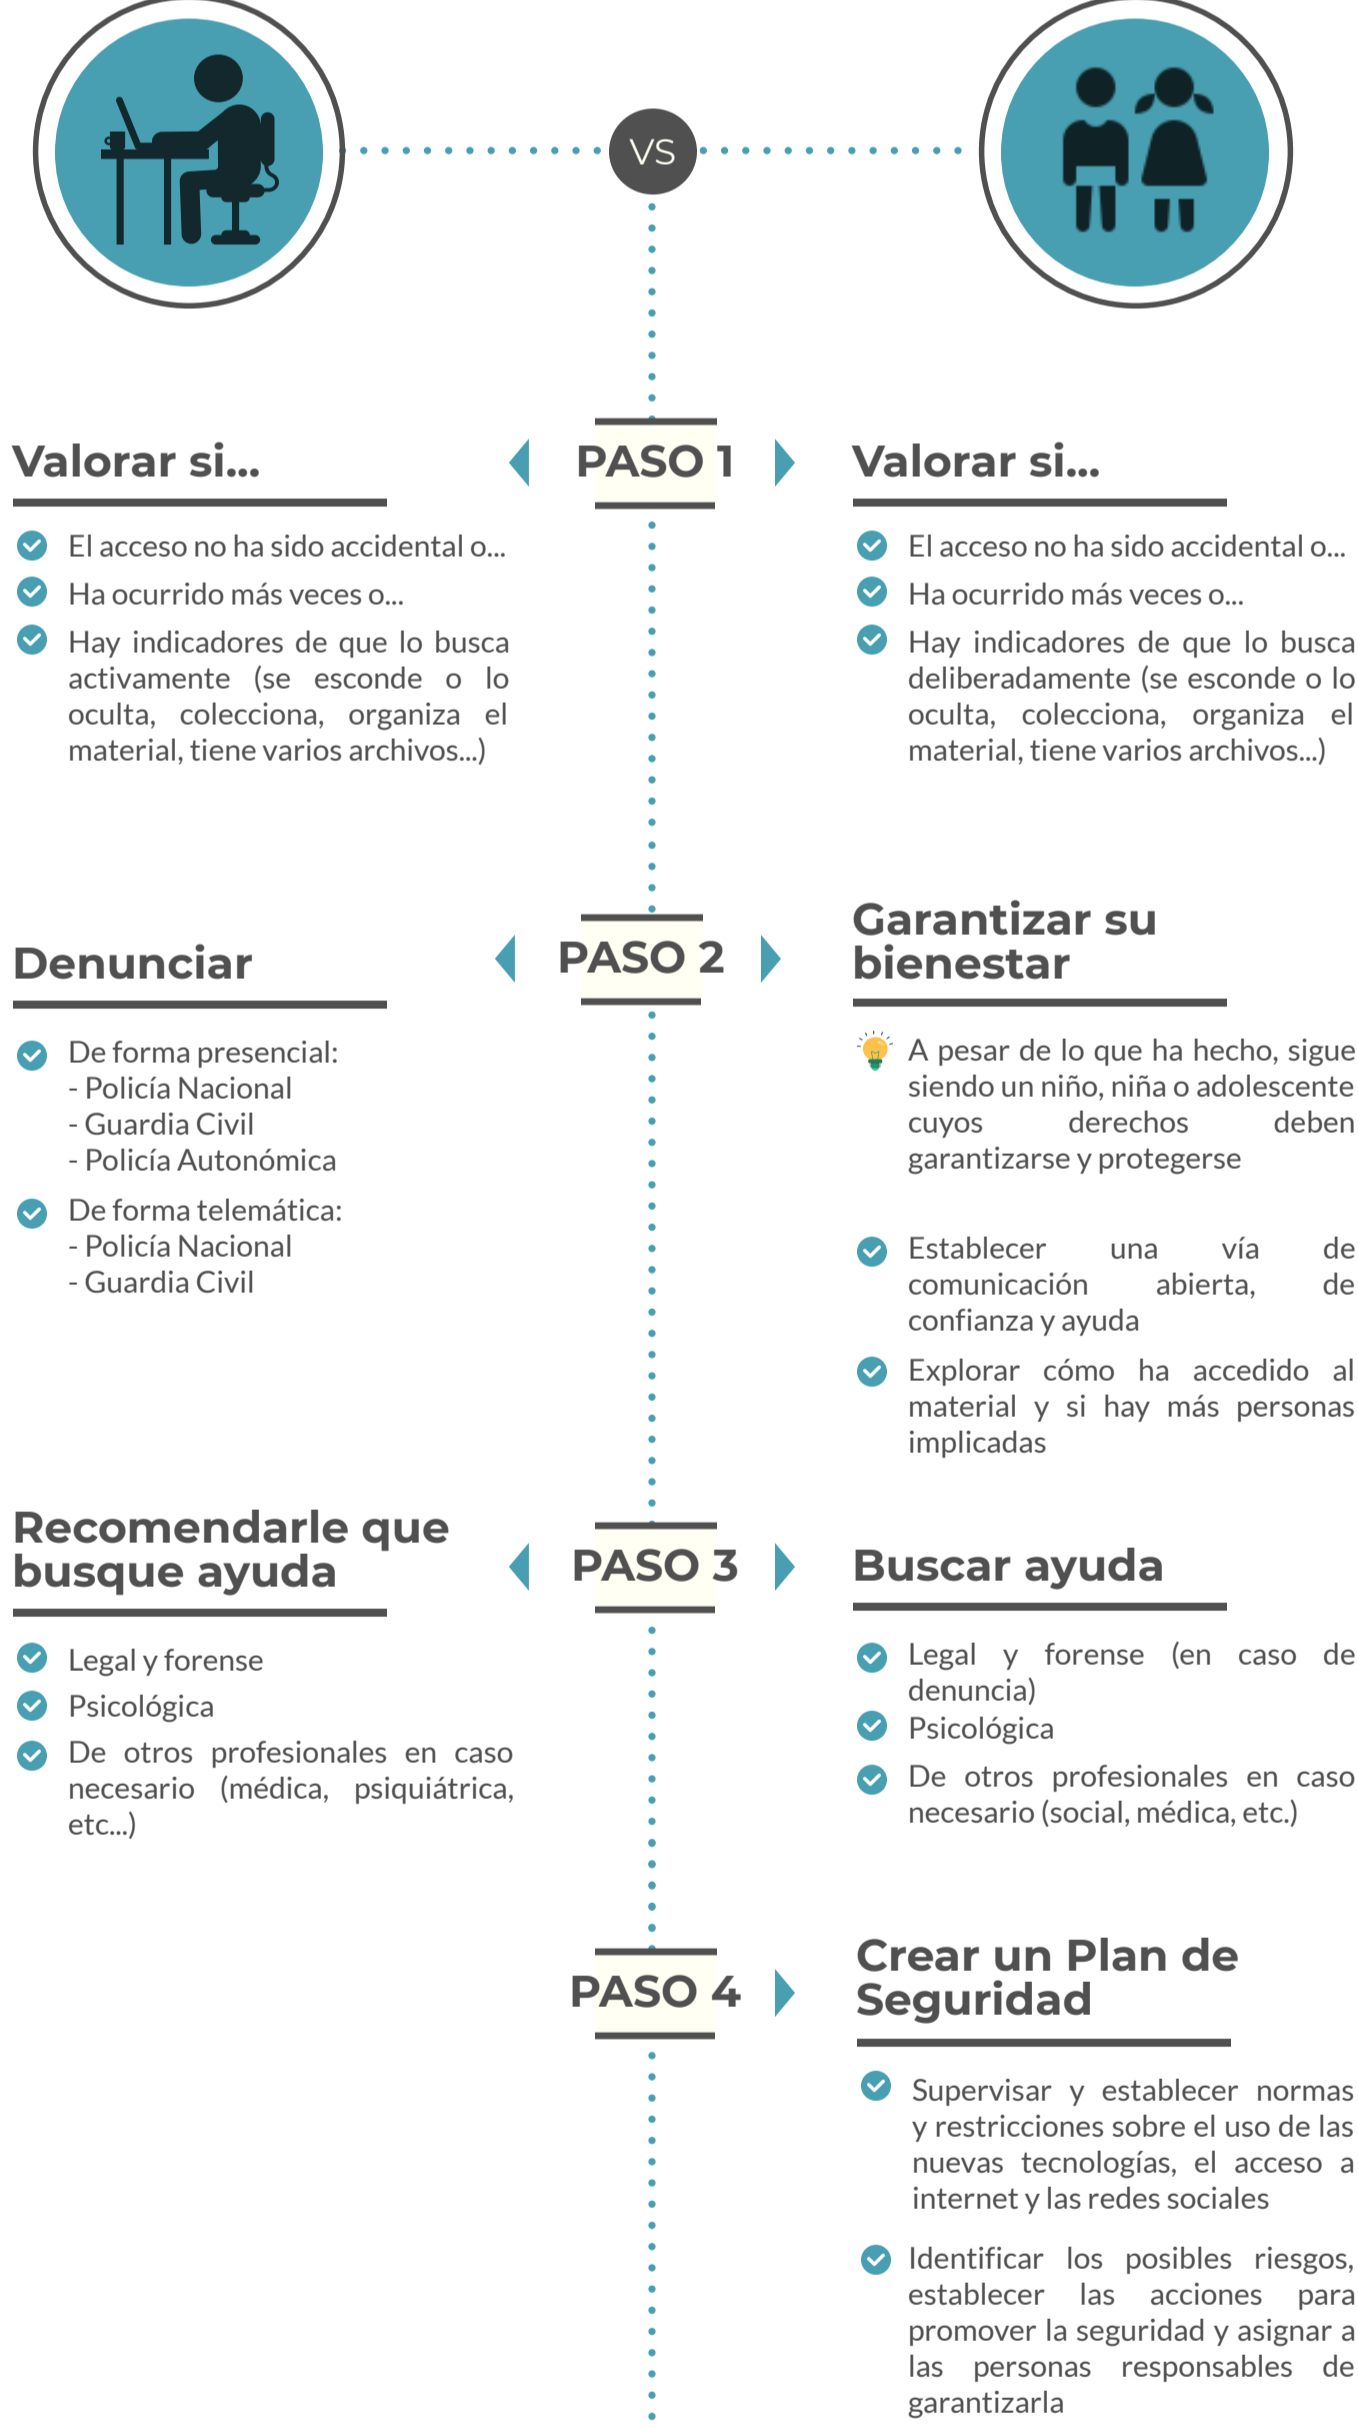 VS
PASO 1
Valorar si...
El acceso no ha sido accidental o...
Ha ocurrido más veces o...
Hay indicadores de que lo busca
activamente (se esconde o lo
oculta, colecciona, organiza el
material, tiene varios archivos...)
Valorar si...
El acceso no ha sido accidental o...
Ha ocurrido más veces o...
Hay indicadores de que lo busca
deliberadamente (se esconde o lo
oculta, colecciona, organiza el
material, tiene varios archivos...)
PASO 2
Denunciar
De forma presencial:
- Policía Nacional
- Guardia Civil
- Policía Autonómica
De forma telemática:
- Policía Nacional
- Guardia Civil
Garantizar su
bienestar
A pesar de lo que ha hecho, sigue
siendo un niño, niña o adolescente
cuyos derechos deben
garantizarse y protegerse
Establecer una vía de
comunicación abierta, de
confianza y ayuda
Explorar cómo ha accedido al
material y si hay más personas
implicadas
PASO 3
Recomendarle que
busque ayuda
Legal y forense
Psicológica
De otros profesionales en caso
necesario (médica, psiquiátrica,
etc...)
Buscar ayuda
Legal y forense (en caso de
denuncia)
Psicológica
De otros profesionales en caso
necesario (social, médica, etc.)
PASO 4
Crear un Plan de
Seguridad
Supervisar y establecer normas
y restricciones sobre el uso de las
nuevas tecnologías, el acceso a
internet y las redes sociales
Identificar los posibles riesgos,
establecer las acciones para
promover la seguridad y asignar a
las personas responsables de
garantizarla